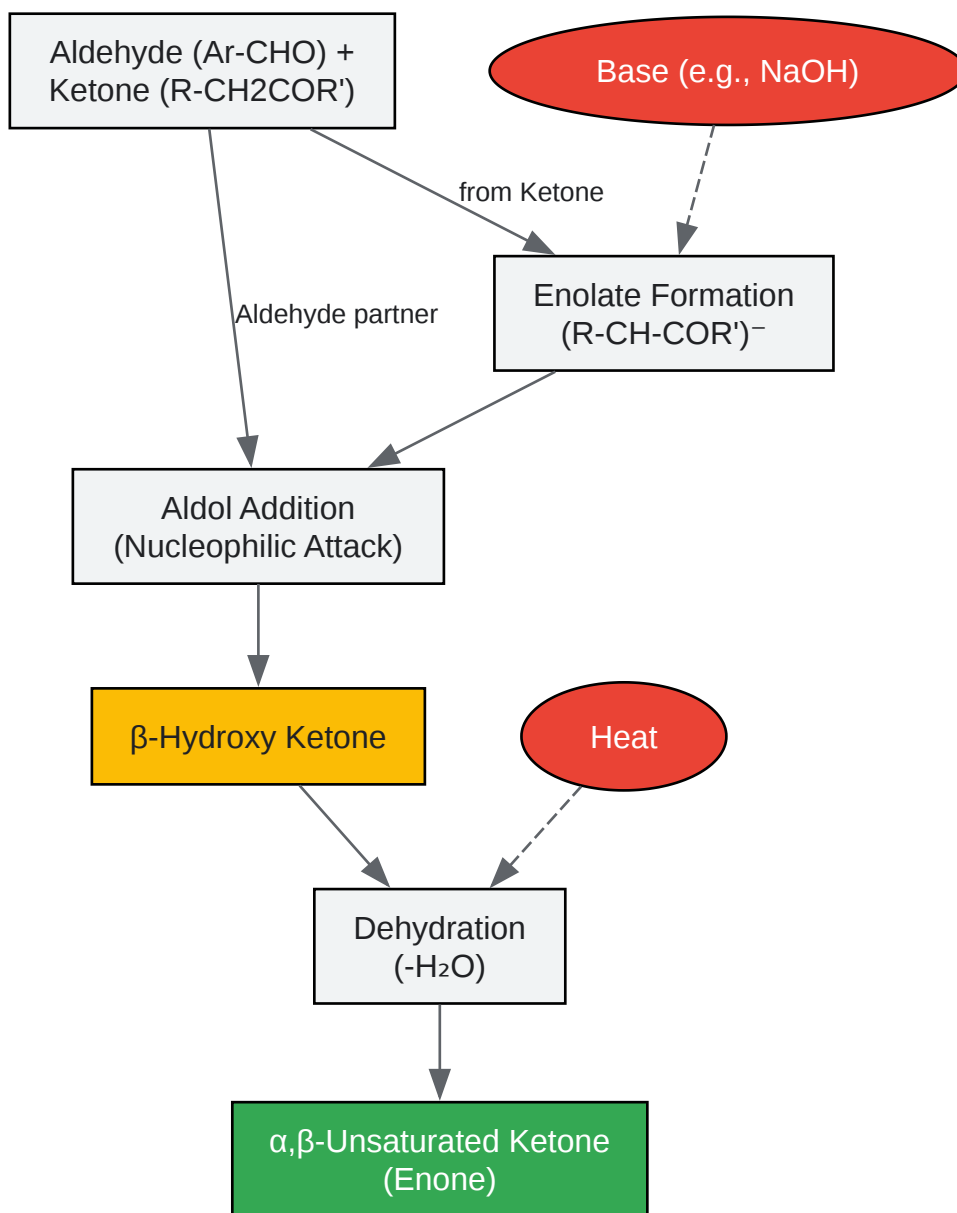 Aldehyde (Ar-CHO) +
Ketone (R-CH2COR')
Base (e.g., NaOH)
from Ketone
Enolate Formation
(R-CH-COR')⁻
Aldehyde partner
Aldol Addition
(Nucleophilic Attack)
β-Hydroxy Ketone
Heat
Dehydration
(-H₂O)
α,β-Unsaturated Ketone
(Enone)